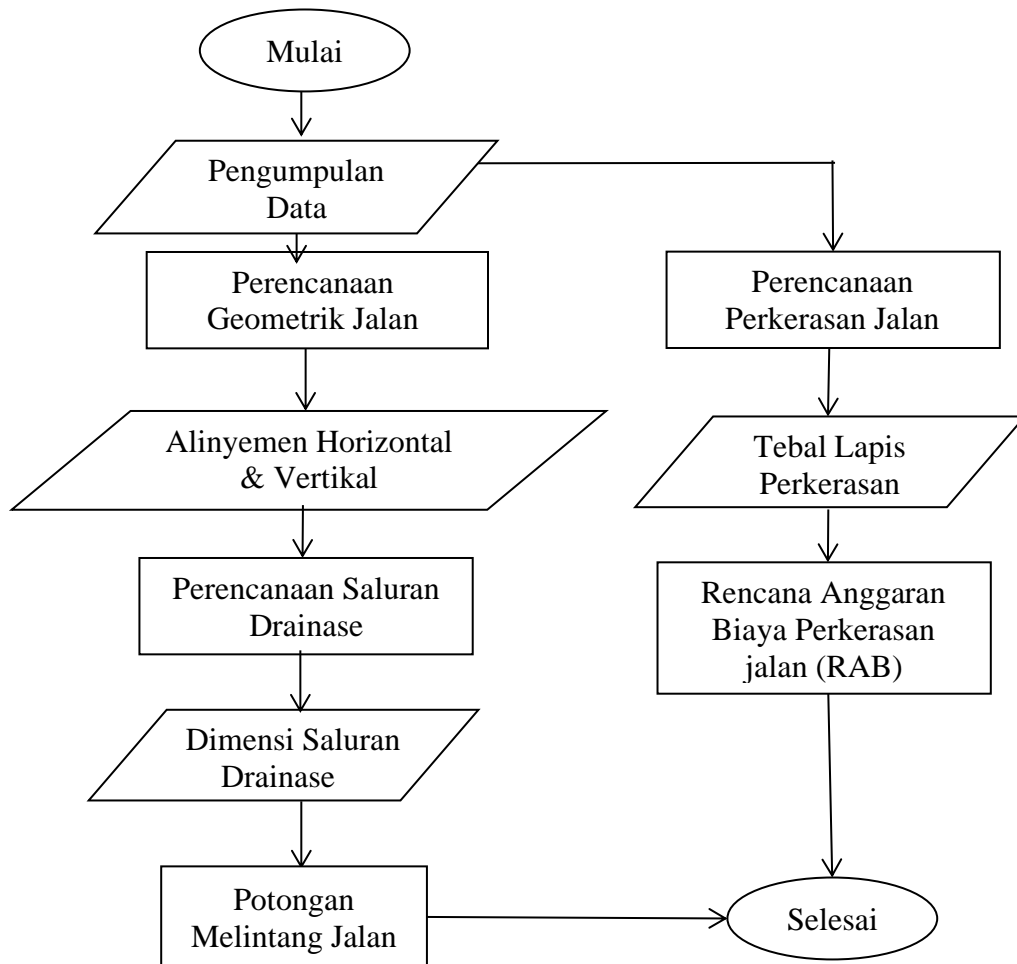 Mulai
Pengumpulan
Data
Perencanaan
Geometrik Jalan
Perencanaan
Perkerasan Jalan
Alinyemen Horizontal
& Vertikal
Tebal Lapis
Perkerasan
Perencanaan Saluran
Drainase
Rencana Anggaran
Biaya Perkerasan
jalan (RAB)
Dimensi Saluran
Drainase
Potongan
Melintang Jalan
Selesai